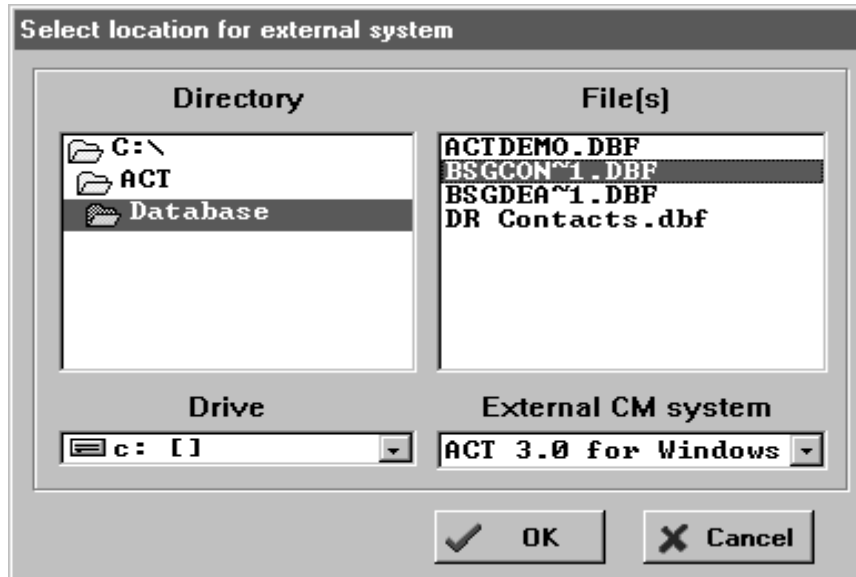 Select location for external system
Directory
File(s)
C:\
ACT
Database
ACTDEMO.DBF
BSGCON~1.DBF
BSGDEA~1.DBF
DR Contacts.dbf
Drive
External CM system
c: []
ACT 3.0 for Windows
OK
Cancel